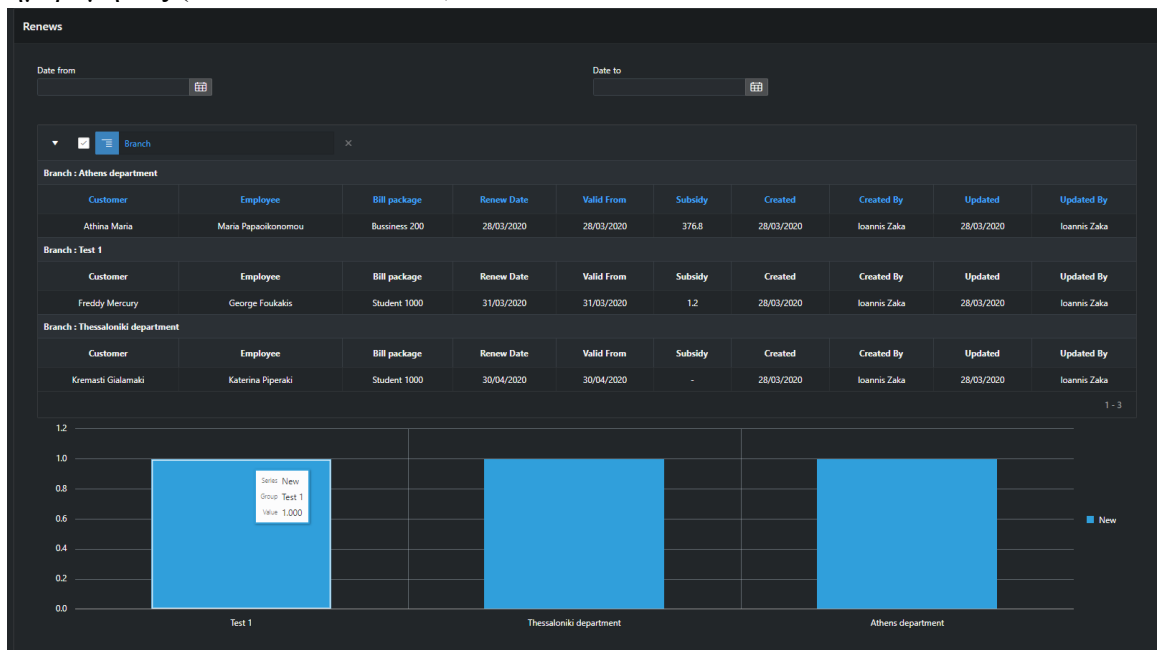 Renews
Date from
Date to
Branch
Branch : Athens department
Customer Employee Bill package Renew Date Valid From Subsidy Created Created By Updated Updated By
Athina Maria Maria Papaoikonomou Bussiness 200 28/03/2020 28/03/2020 376.8 28/03/2020 Ioannis Zaka 28/03/2020 Ioannis Zaka
Branch : Test 1
Customer Employee Bill package Renew Date Valid From Subsidy Created Created By Updated Updated By
Freddy Mercury George Foukakis Student 1000 31/03/2020 31/03/2020 1.2 28/03/2020 Ioannis Zaka 28/03/2020 Ioannis Zaka
Branch : Thessaloniki department
Customer Employee Bill package Renew Date Valid From Subsidy Created Created By Updated Updated By
Kremasti Gialamaki Katerina Piperaki Student 1000 30/04/2020 30/04/2020 - 28/03/2020 Ioannis Zaka 28/03/2020 Ioannis Zaka
1 - 3
1.2
1.0
0.8
0.6
0.4
0.2
0.0
Series New
Group Test 1
Value 1.000
New
Test 1
Thessaloniki department
Athens department